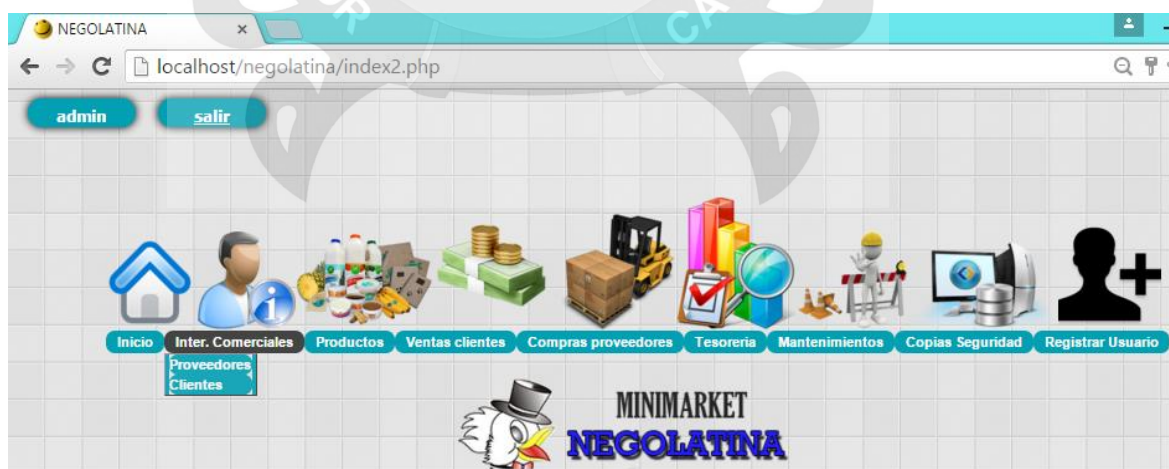 NEGOLATINA
localhost/negolatina/index2.php
admin salir
Inicio Inter. Comerciales Productos Ventas clientes Compras proveedores Tesoreria Mantenimientos Copias Seguridad Registrar Usuario
Proveedores
Clientes
MINIMARKET
NEGOLATINA